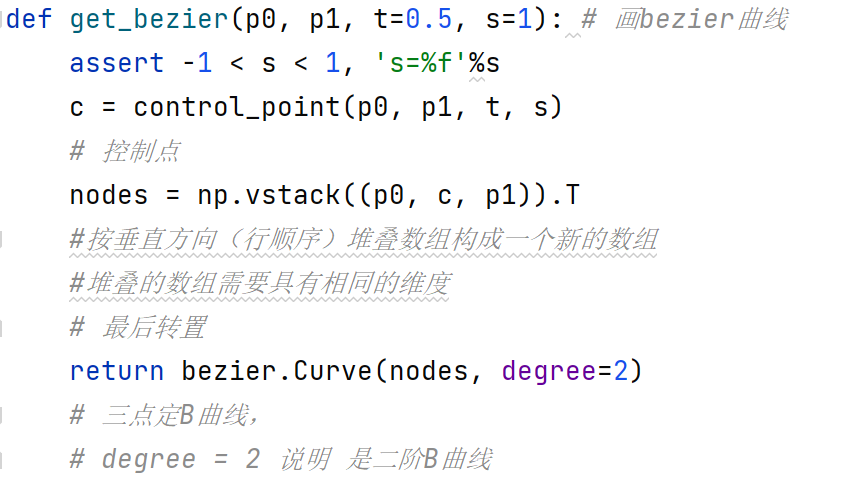 def get_bezier(p0, p1, t=0.5, s=1): # 画bezier曲线
assert -1 < s < 1, 's=%f'%s
c = control_point(p0, p1, t, s)
# 控制点
nodes = np.vstack((p0, c, p1)).T
#按垂直方向（行顺序）堆叠数组构成一个新的数组
#堆叠的数组需要具有相同的维度
# 最后转置
return bezier.Curve(nodes, degree=2)
# 三点定B曲线，
# degree = 2 说明 是二阶B曲线